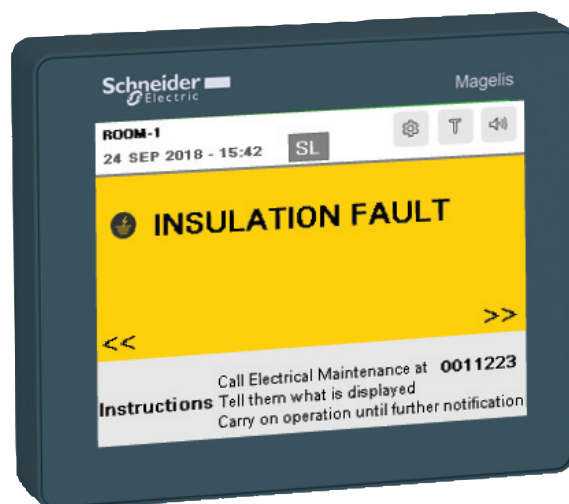 Schneider
Electric
Magelis
ROOM-1
24 SEP 2018 - 15:42
SL
T
INSULATION FAULT
<< >>
Instructions
Call Electrical Maintenance at 0011223
Tell them what is displayed
Carry on operation until further notification